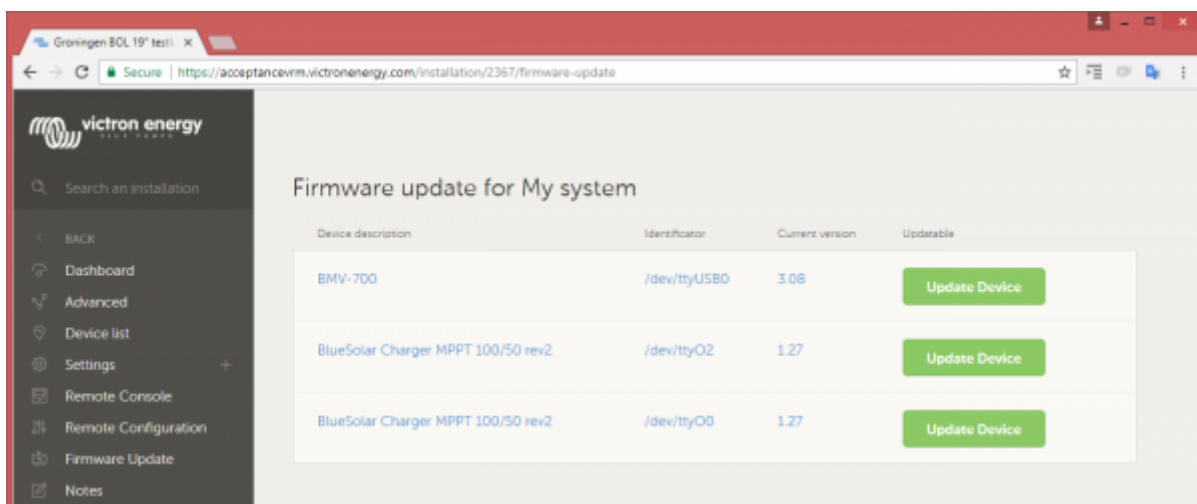 Groningen BOL 19" testi
Secure | https://acceptancevrm.victronenergy.com/installation/2367/firmware-update
victron energy
BLUE POWER
Search an installation
BACK
Dashboard
Advanced
Device list
Settings
Remote Console
Remote Configuration
Firmware Update
Notes
Firmware update for My system
Device description Identificator Current version Updatable
BMV-700 /dev/ttyUSB0 3.08 Update Device
BlueSolar Charger MPPT 100/50 rev2 /dev/ttyO2 1.27 Update Device
BlueSolar Charger MPPT 100/50 rev2 /dev/ttyO0 1.27 Update Device